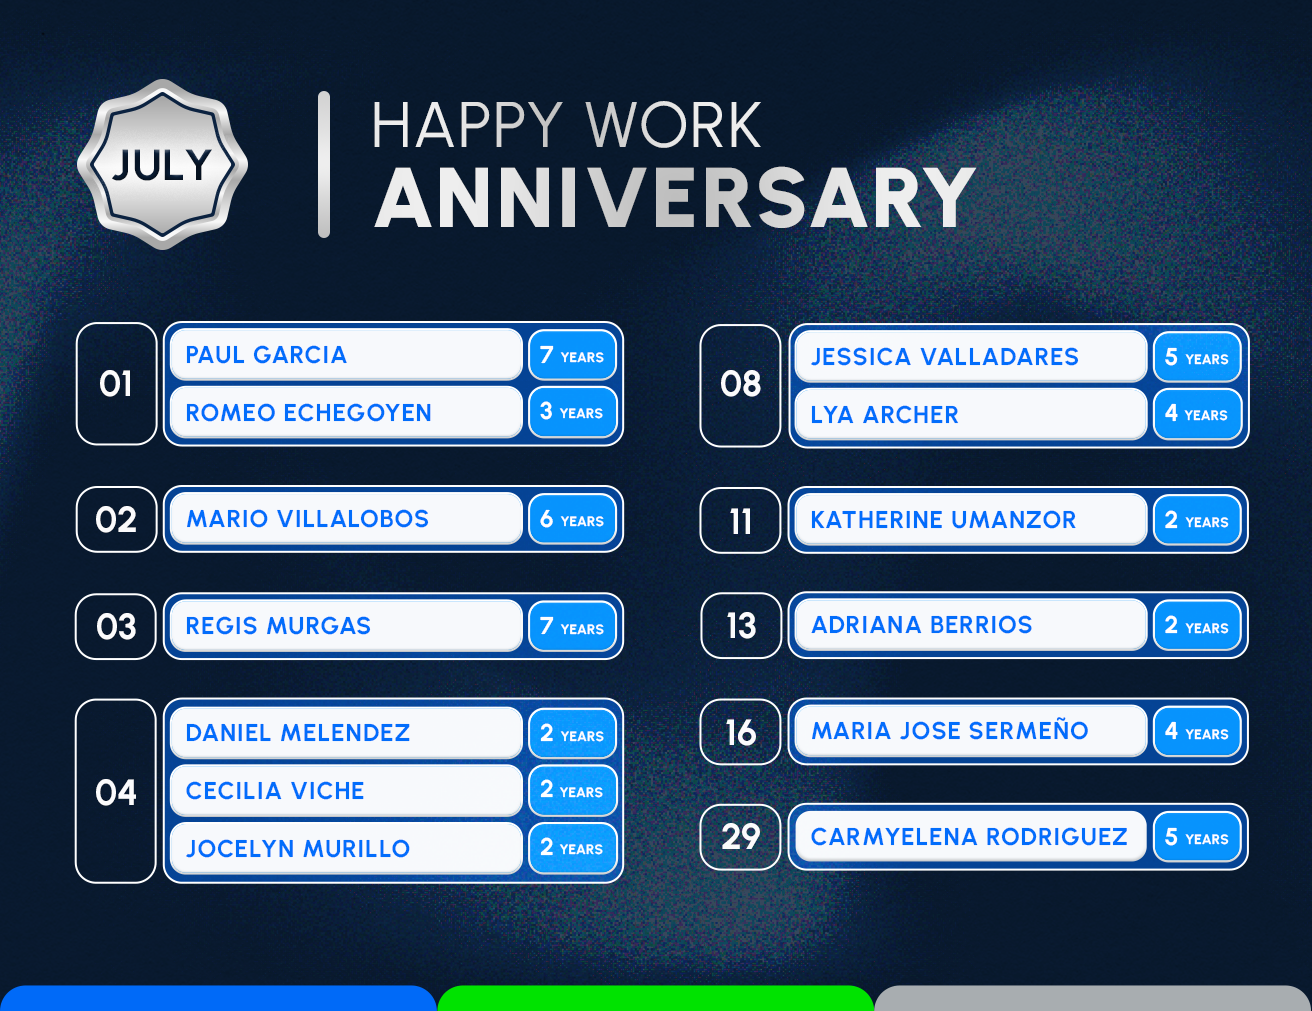 JULY
HAPPY WORK
ANNIVERSARY
01
PAUL GARCIA 7 YEARS
ROMEO ECHEGOYEN 3 YEARS
02
MARIO VILLALOBOS 6 YEARS
03
REGIS MURGAS 7 YEARS
04
DANIEL MELENDEZ 2 YEARS
CECILIA VICHE 2 YEARS
JOCELYN MURILLO 2 YEARS
08
JESSICA VALLADARES 5 YEARS
LYA ARCHER 4 YEARS
11
KATHERINE UMANZOR 2 YEARS
13
ADRIANA BERRIOS 2 YEARS
16
MARIA JOSE SERMEÑO 4 YEARS
29
CARMYELENA RODRIGUEZ 5 YEARS